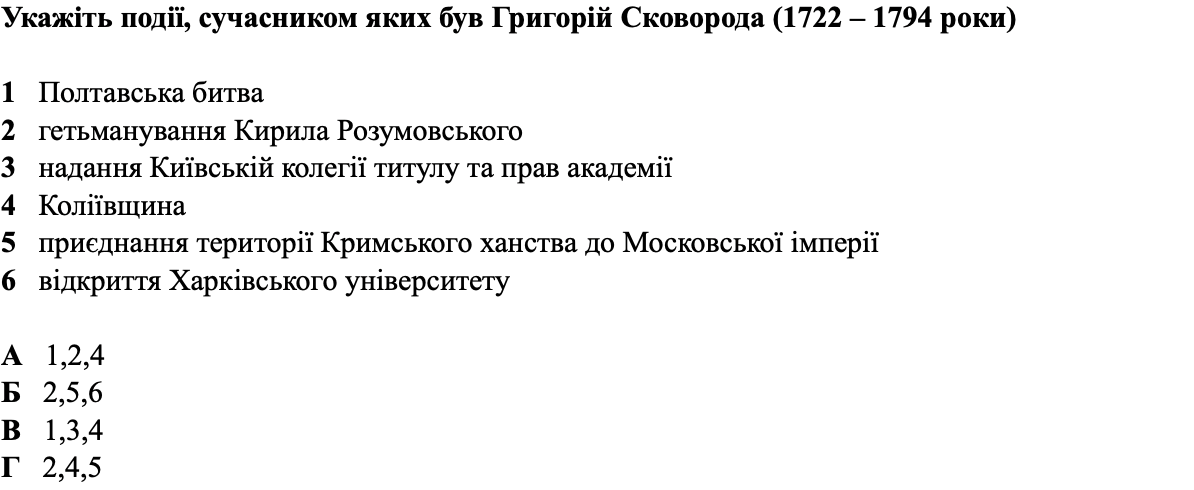 Укажіть події, сучасником яких був Григорій Сковорода (1722 – 1794 роки)
1 Полтавська битва
2 гетьманування Кирила Розумовського
3 надання Київській колегії титулу та прав академії
4 Коліївщина
5 приєднання території Кримського ханства до Московської імперії
6 відкриття Харківського університету
А 1,2,4
Б 2,5,6
В 1,3,4
Г 2,4,5